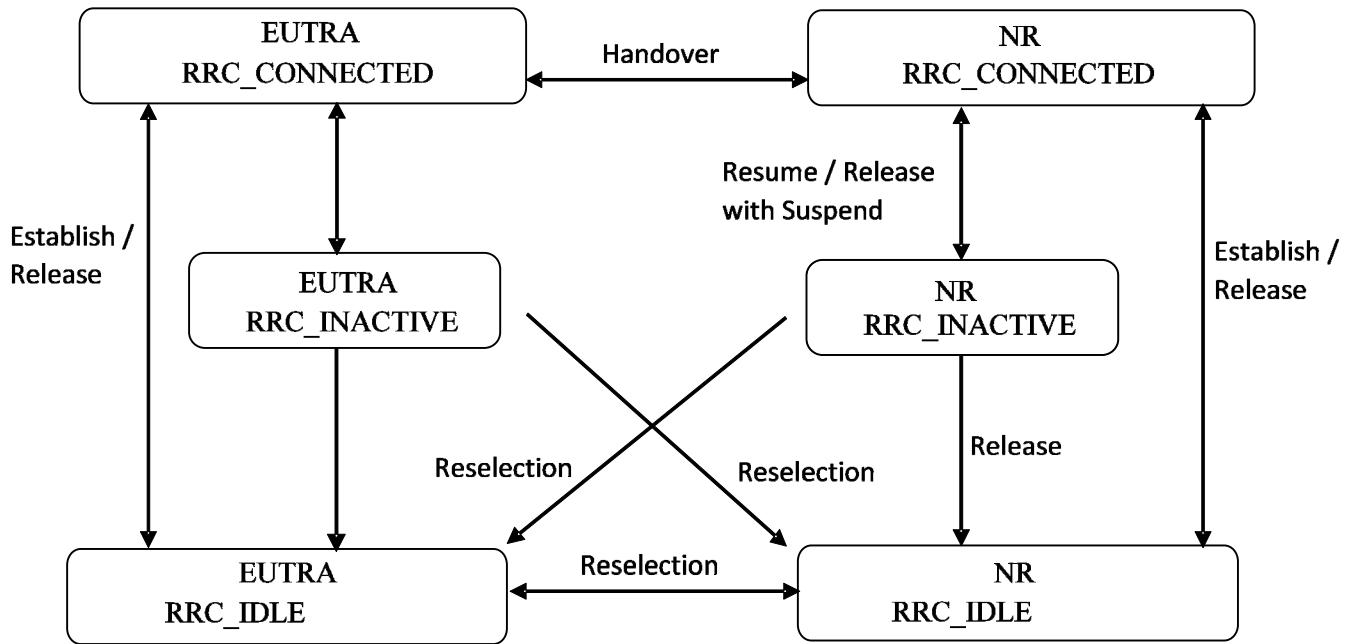 EUTRA
RRC_CONNECTED
Handover
NR
RRC_CONNECTED
Establish /
Release
Resume / Release
with Suspend
Establish /
Release
EUTRA
RRC_INACTIVE
NR
RRC_INACTIVE
Reselection
Reselection
Release
EUTRA
RRC_IDLE
Reselection
NR
RRC_IDLE